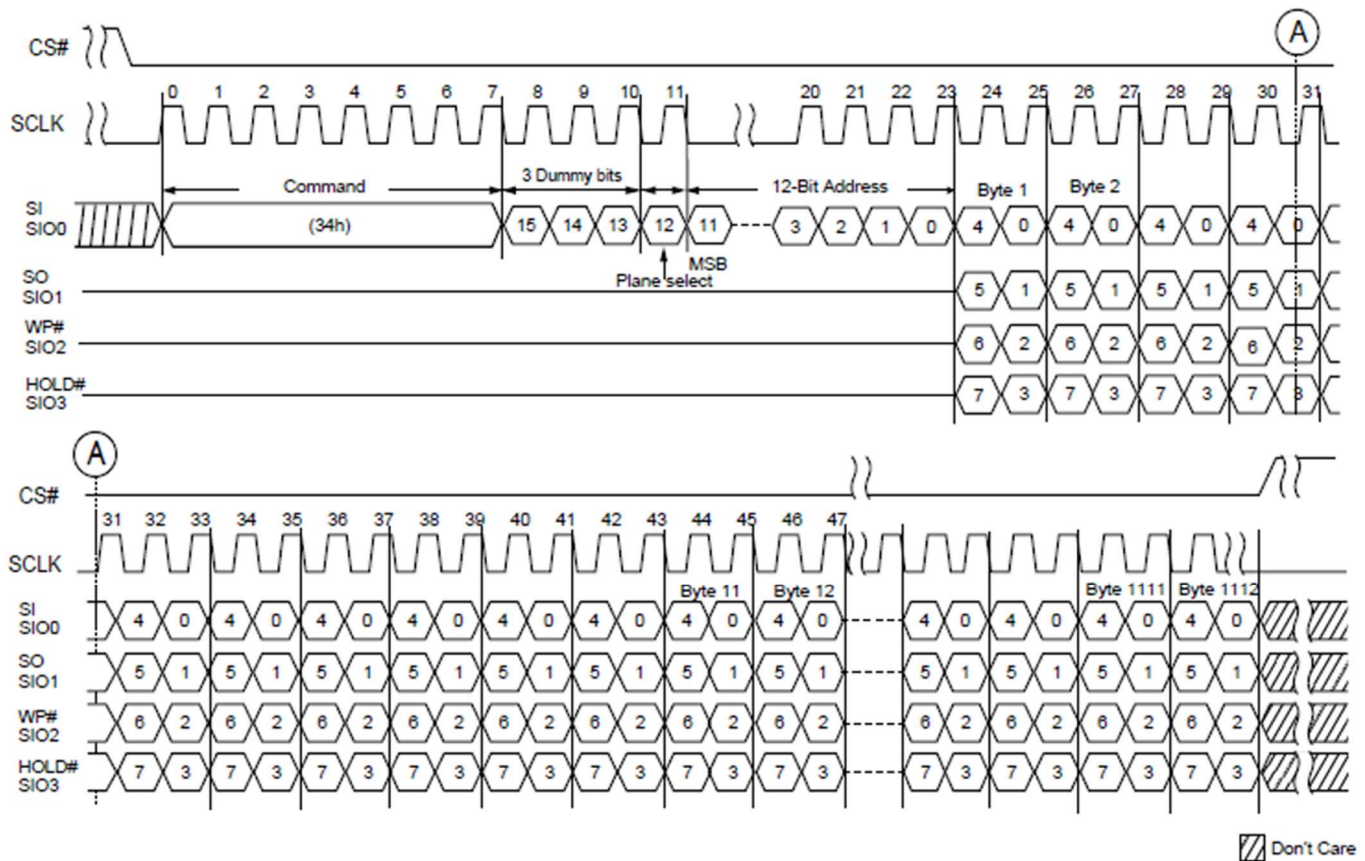 A
CS#
0 1 2 3 4 5 6 7 8 9 10 11 20 21 22 23 24 25 26 27 28 29 30 31
SCLK
Command 3 Dummy bits 12-Bit Address Byte 1 Byte 2
SI
SIO0
(34h) 15 14 13 12 11 3 2 1 0 4 0 4 0 4 0 4 0
MSB
Plane select
SO
SIO1
5 1 5 1 5 1 5 1
WP#
SIO2
6 2 6 2 6 2 6 2
HOLD#
SIO3
7 3 7 3 7 3 7 3
A
CS#
31 32 33 34 35 36 37 38 39 40 41 42 43 44 45 46 47
SCLK
Byte 11 Byte 12 Byte 1111 Byte 1112
SI
SIO0
4 0 4 0 4 0 4 0 4 0 4 0 4 0 4 0 4 0 4 0 4 0 4 0
SO
SIO1
5 1 5 1 5 1 5 1 5 1 5 1 5 1 5 1 5 1 5 1 5 1 5 1
WP#
SIO2
6 2 6 2 6 2 6 2 6 2 6 2 6 2 6 2 6 2 6 2 6 2 6 2
HOLD#
SIO3
7 3 7 3 7 3 7 3 7 3 7 3 7 3 7 3 7 3 7 3 7 3 7 3
Don't Care